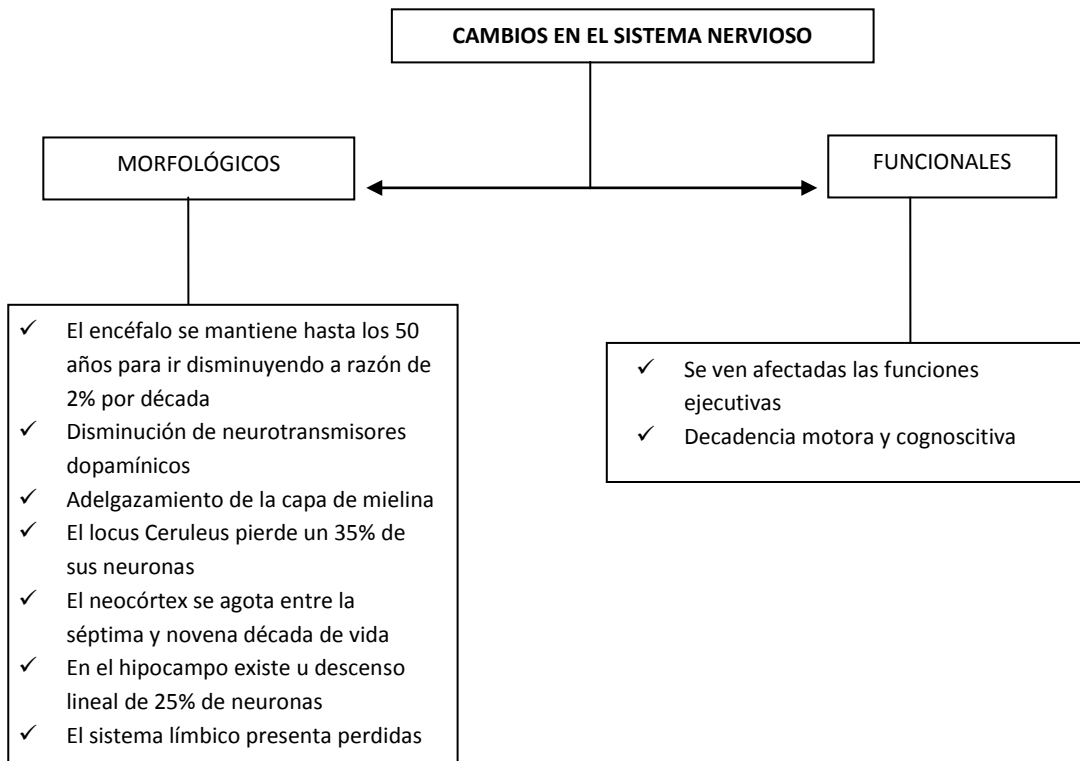 CAMBIOS EN EL SISTEMA NERVIOSO
MORFOLÓGICOS
FUNCIONALES
✓ El encéfalo se mantiene hasta los 50
años para ir disminuyendo a razón de
2% por década
✓ Disminución de neurotransmisores
dopamínicos
✓ Adelgazamiento de la capa de mielina
✓ El locus Ceruleus pierde un 35% de
sus neuronas
✓ El neocórtex se agota entre la
séptima y novena década de vida
✓ En el hipocampo existe u descenso
lineal de 25% de neuronas
✓ El sistema límbico presenta perdidas
✓ Se ven afectadas las funciones
ejecutivas
✓ Decadencia motora y cognoscitiva